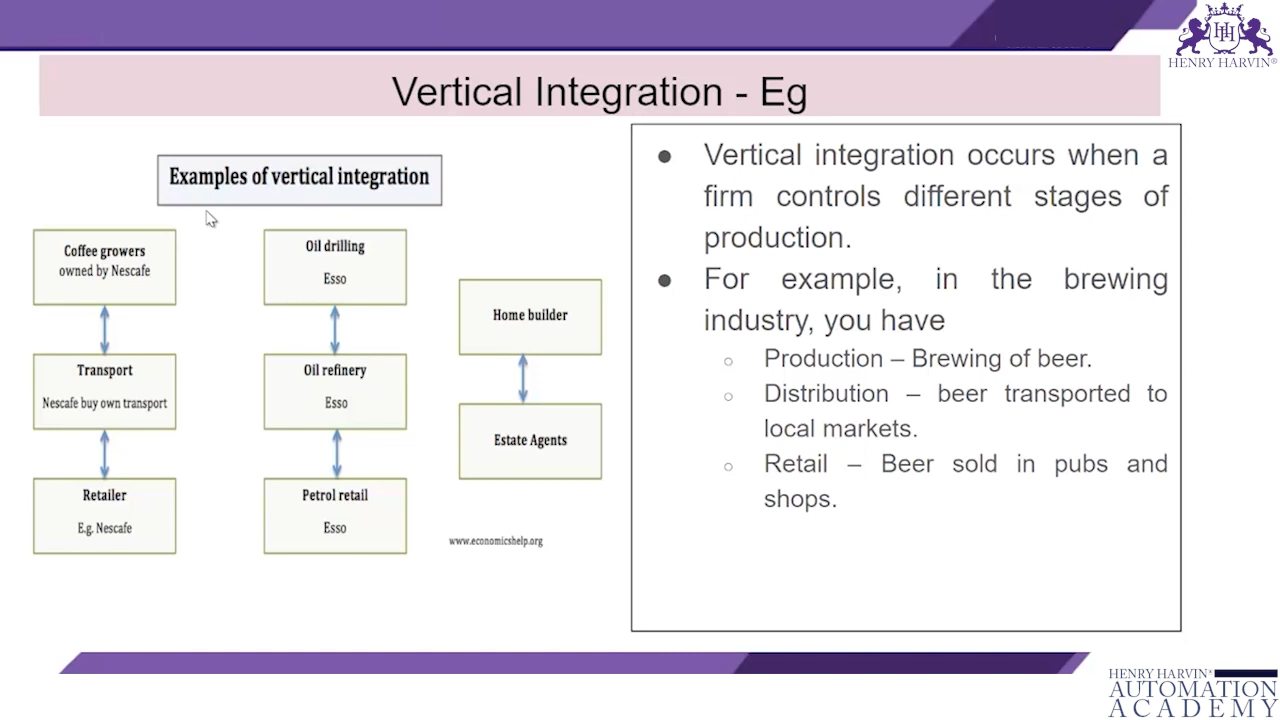 HENRY HARVIN®
Vertical Integration - Eg
Examples of vertical integration
Coffee growers
owned by Nescafe
Transport
Nescafe buy own transport
Retailer
E.g. Nescafe
Oil drilling
Esso
Oil refinery
Esso
Petrol retail
Esso
Home builder
Estate Agents
www.economicshelp.org
● Vertical integration occurs when a
firm controls different stages of
production.
● For example, in the brewing
industry, you have
○ Production – Brewing of beer.
○ Distribution – beer transported to
local markets.
○ Retail – Beer sold in pubs and
shops.
HENRY HARVIN®
AUTOMATION
ACADEMY